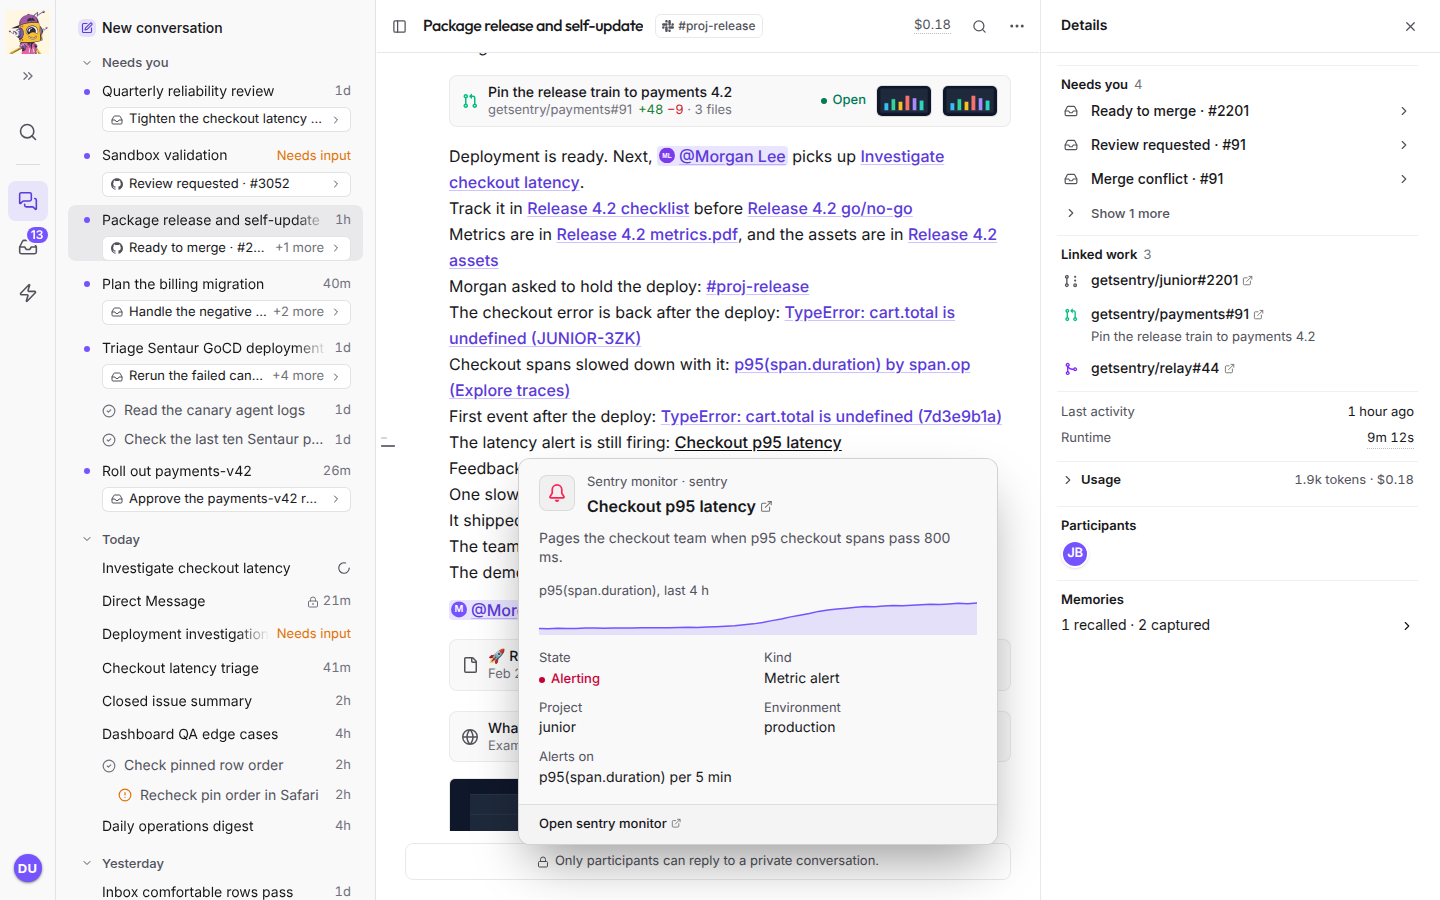 New conversation
Needs you
Quarterly reliability review 1d
Tighten the checkout latency ...
Sandbox validation Needs input
Review requested · #3052
Package release and self-update 1h
Ready to merge · #2... +1 more
13
Plan the billing migration 40m
Handle the negative ... +2 more
Triage Sentaur GoCD deployment 1d
Rerun the failed can... +4 more
Read the canary agent logs 1d
Check the last ten Sentaur p... 1d
Roll out payments-v42 26m
Approve the payments-v42 r...
Today
Investigate checkout latency
Direct Message 21m
Deployment investigation Needs input
Checkout latency triage 41m
Closed issue summary 2h
Dashboard QA edge cases 4h
Check pinned row order 2h
Recheck pin order in Safari 2h
Daily operations digest 4h
Yesterday
Inbox comfortable rows pass 1d
DU
Package release and self-update #proj-release $0.18
Pin the release train to payments 4.2
getsentry/payments#91 +48 −9 · 3 files
Open
Deployment is ready. Next, ML @Morgan Lee picks up Investigate
checkout latency.
Track it in Release 4.2 checklist before Release 4.2 go/no-go
Metrics are in Release 4.2 metrics.pdf, and the assets are in Release 4.2
assets
Morgan asked to hold the deploy: #proj-release
The checkout error is back after the deploy: TypeError: cart.total is
undefined (JUNIOR-3ZK)
Checkout spans slowed down with it: p95(span.duration) by span.op
(Explore traces)
First event after the deploy: TypeError: cart.total is undefined (7d3e9b1a)
The latency alert is still firing: Checkout p95 latency
Feedback
One slow
It shipped
The team
The dem
M @Mor
Feb 2
Wha
Exam
Sentry monitor · sentry
Checkout p95 latency
Pages the checkout team when p95 checkout spans pass 800
ms.
p95(span.duration), last 4 h
State Kind
Alerting Metric alert
Project Environment
junior production
Alerts on
p95(span.duration) per 5 min
Open sentry monitor
Only participants can reply to a private conversation.
Details
Needs you 4
Ready to merge · #2201
Review requested · #91
Merge conflict · #91
Show 1 more
Linked work 3
getsentry/junior#2201
getsentry/payments#91
Pin the release train to payments 4.2
getsentry/relay#44
Last activity 1 hour ago
Runtime 9m 12s
Usage 1.9k tokens · $0.18
Participants
JB
Memories
1 recalled · 2 captured